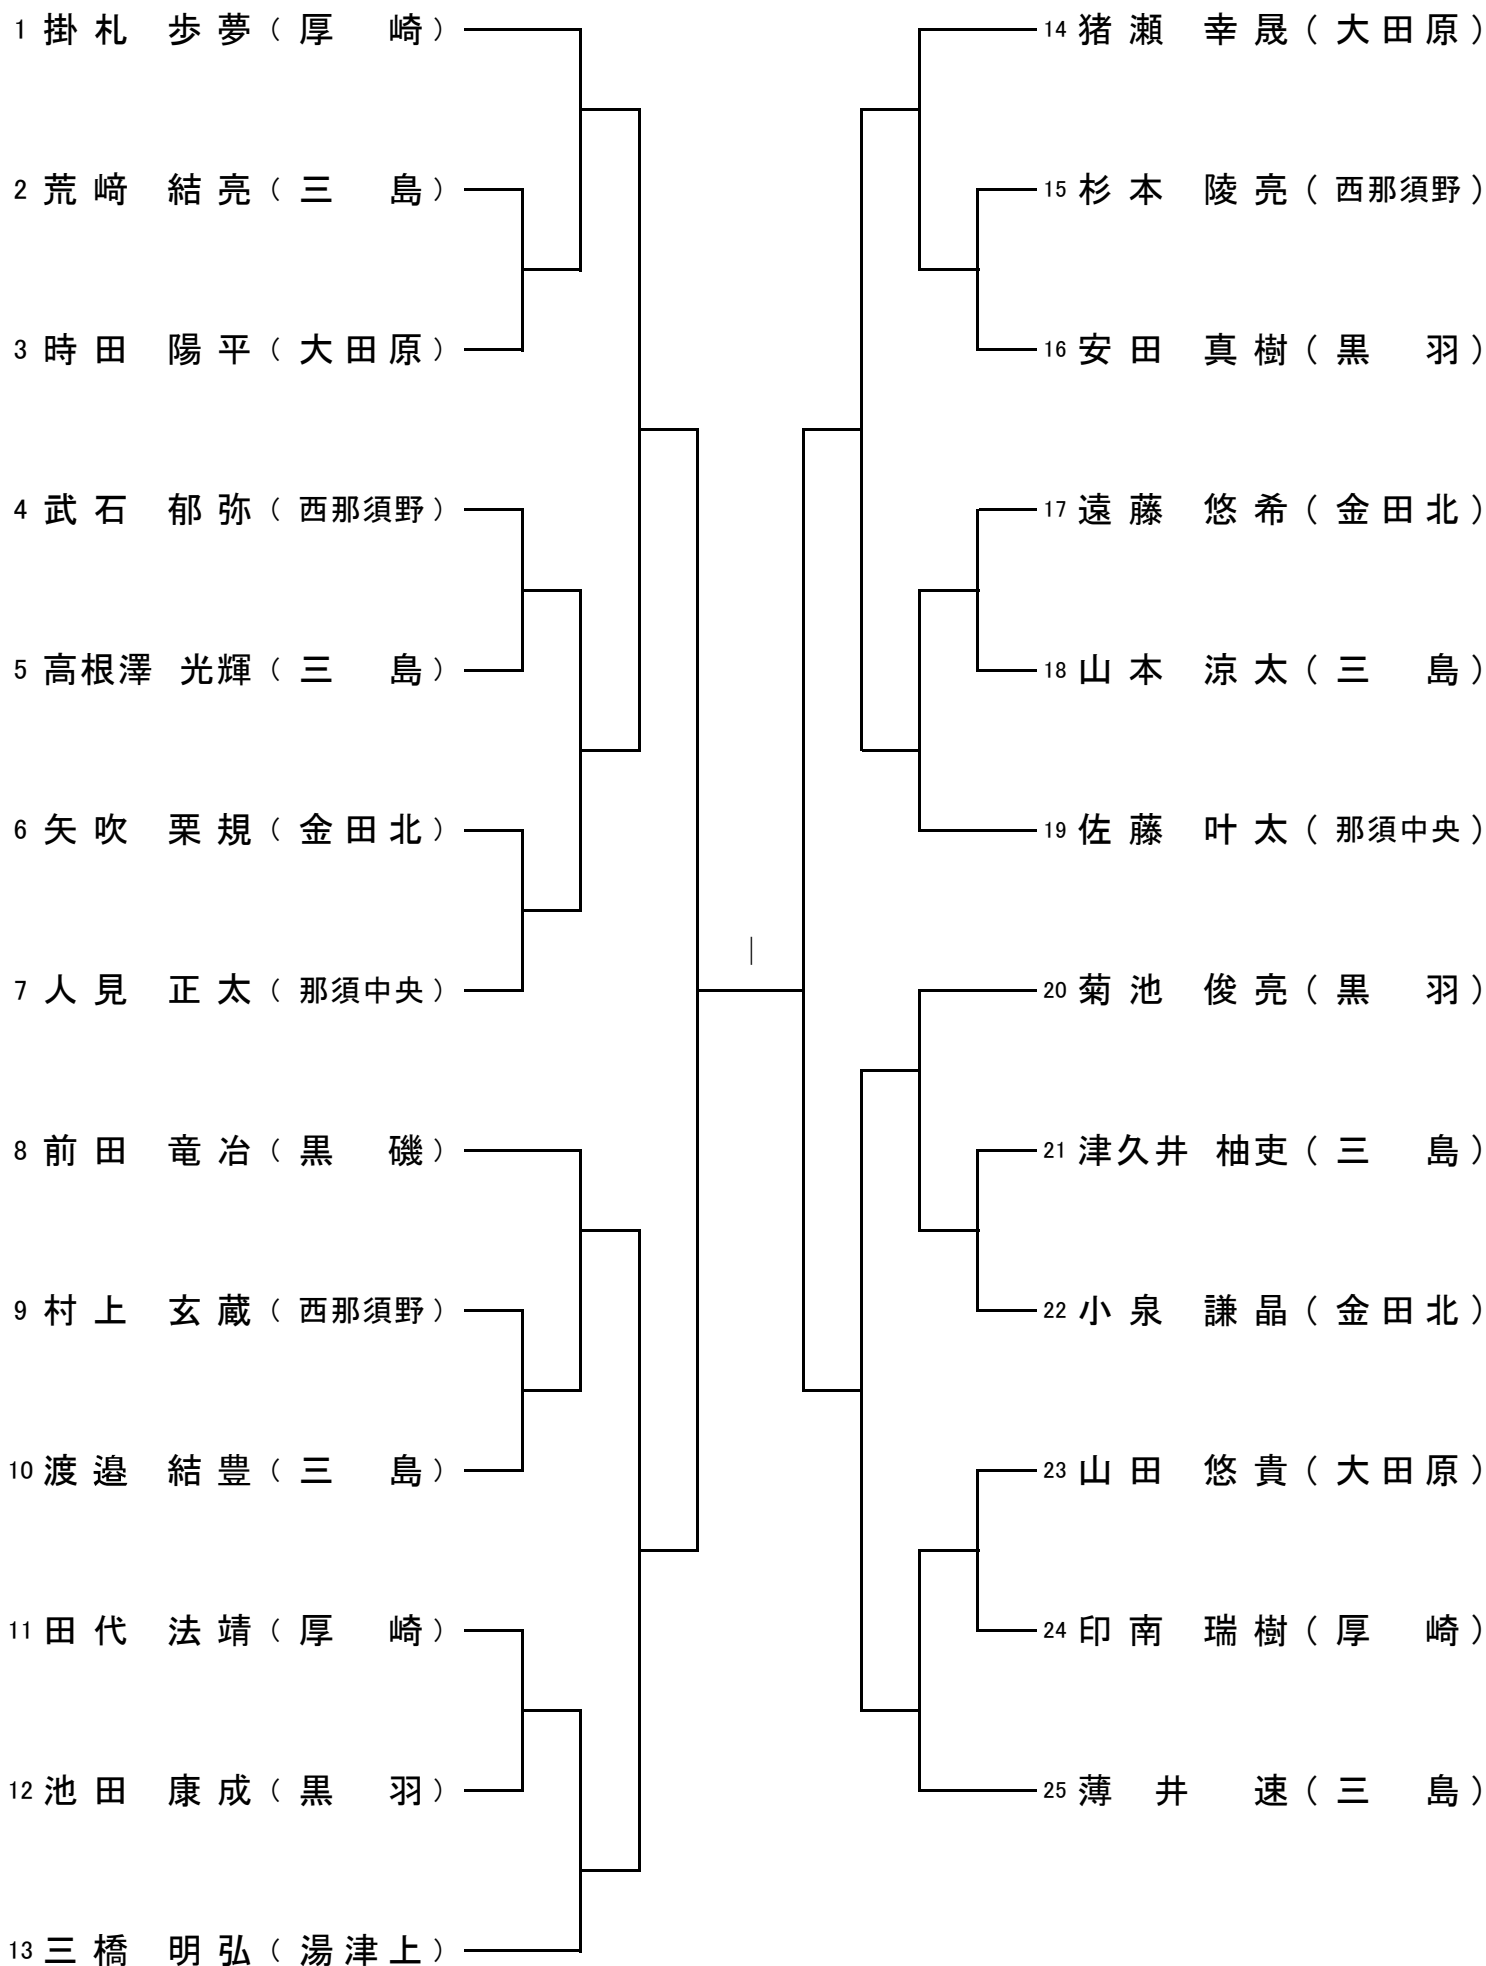 1 掛札 歩夢（厚崎）
2 荒﨑 結亮（三島）
3 時田 陽平（大田原）
4 武石 郁弥（西那須野）
5 高根澤 光輝（三島）
6 矢吹 栗規（金田北）
7 人見 正太（那須中央）
8 前田 竜冶（黒磯）
9 村上 玄蔵（西那須野）
10 渡邉 結豊（三島）
11 田代 法靖（厚崎）
12 池田 康成（黒羽）
13 三橋 明弘（湯津上）
14 猪瀬 幸晟（大田原）
15 杉本 陵亮（西那須野）
16 安田 真樹（黒羽）
17 遠藤 悠希（金田北）
18 山本 涼太（三島）
19 佐藤 叶太（那須中央）
20 菊池 俊亮（黒羽）
21 津久井 柚吏（三島）
22 小泉 謙晶（金田北）
23 山田 悠貴（大田原）
24 印南 瑞樹（厚崎）
25 薄井 速（三島）